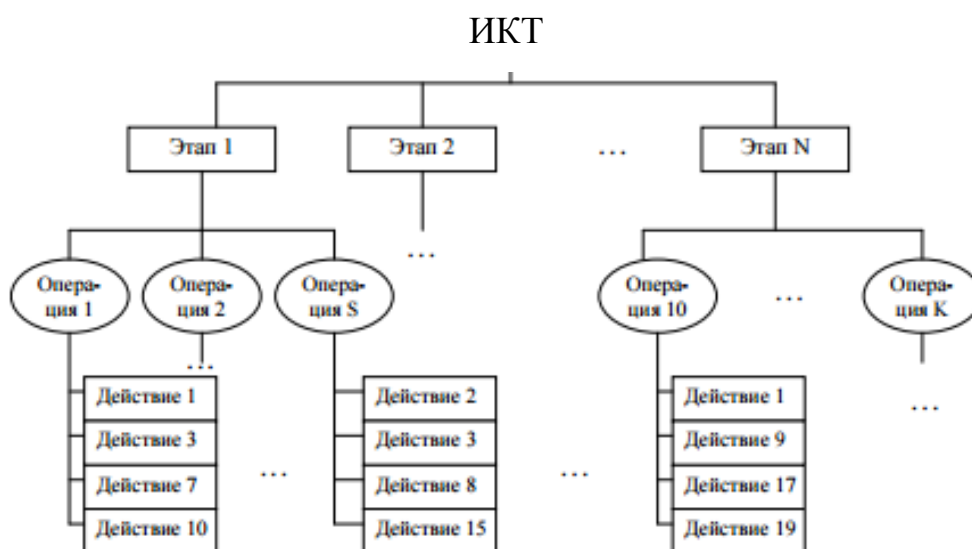 ИКТ
Этап 1
Этап 2
...
Этап N
...
Опера-
ция 1
Опера-
ция 2
Опера-
ция S
Опера-
ция 10
...
Опера-
ция K
...
...
Действие 1
Действие 3
Действие 7
Действие 10
...
Действие 2
Действие 3
Действие 8
Действие 15
...
Действие 1
Действие 9
Действие 17
Действие 19